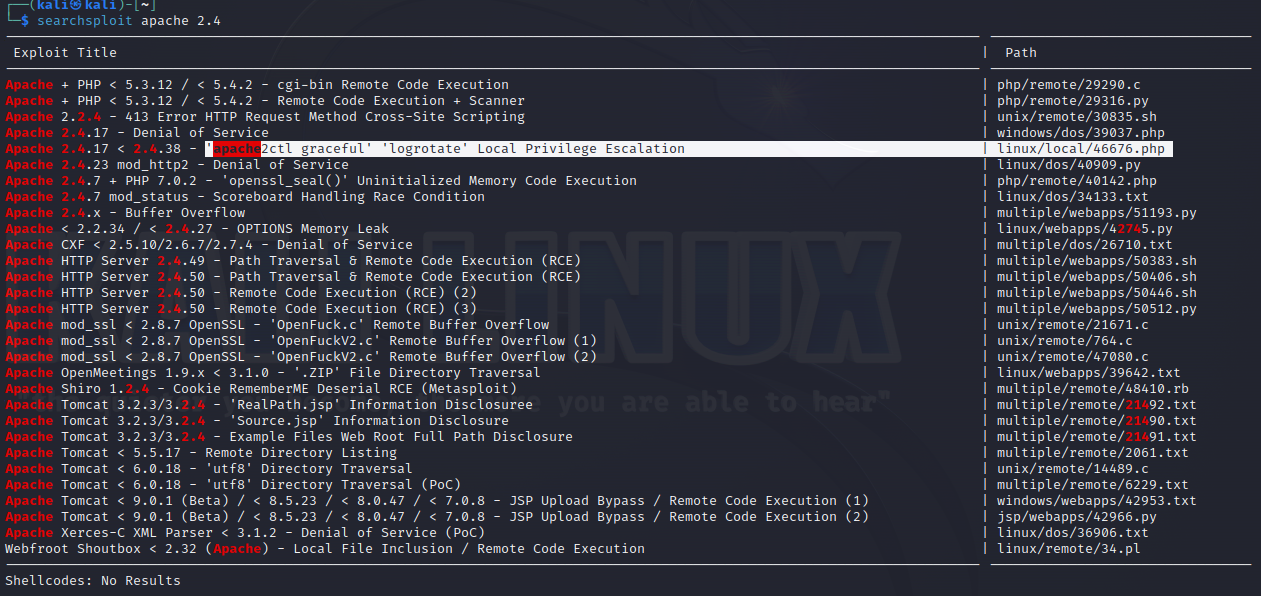 ┌──(kali㉿kali)-[~]
└─$ searchsploit apache 2.4
Exploit Title | Path
Apache + PHP < 5.3.12 / < 5.4.2 - cgi-bin Remote Code Execution | php/remote/29290.c
Apache + PHP < 5.3.12 / < 5.4.2 - Remote Code Execution + Scanner | php/remote/29316.py
Apache 2.2.4 - 413 Error HTTP Request Method Cross-Site Scripting | unix/remote/30835.sh
Apache 2.4.17 - Denial of Service | windows/dos/39037.php
Apache 2.4.17 < 2.4.38 - 'apache2ctl graceful' 'logrotate' Local Privilege Escalation | linux/local/46676.php
Apache 2.4.23 mod_http2 - Denial of Service | linux/dos/40909.py
Apache 2.4.7 + PHP 7.0.2 - 'openssl_seal()' Uninitialized Memory Code Execution | php/remote/40142.php
Apache 2.4.7 mod_status - Scoreboard Handling Race Condition | linux/dos/34133.txt
Apache 2.4.x - Buffer Overflow | multiple/webapps/51193.py
Apache < 2.2.34 / < 2.4.27 - OPTIONS Memory Leak | linux/webapps/42745.py
Apache CXF < 2.5.10/2.6.7/2.7.4 - Denial of Service | multiple/dos/26710.txt
Apache HTTP Server 2.4.49 - Path Traversal & Remote Code Execution (RCE) | multiple/webapps/50383.sh
Apache HTTP Server 2.4.50 - Path Traversal & Remote Code Execution (RCE) | multiple/webapps/50406.sh
Apache HTTP Server 2.4.50 - Remote Code Execution (RCE) (2) | multiple/webapps/50446.sh
Apache HTTP Server 2.4.50 - Remote Code Execution (RCE) (3) | multiple/webapps/50512.py
Apache mod_ssl < 2.8.7 OpenSSL - 'OpenFuck.c' Remote Buffer Overflow | unix/remote/21671.c
Apache mod_ssl < 2.8.7 OpenSSL - 'OpenFuckV2.c' Remote Buffer Overflow (1) | unix/remote/764.c
Apache mod_ssl < 2.8.7 OpenSSL - 'OpenFuckV2.c' Remote Buffer Overflow (2) | unix/remote/47080.c
Apache OpenMeetings 1.9.x < 3.1.0 - '.ZIP' File Directory Traversal | linux/webapps/39642.txt
Apache Shiro 1.2.4 - Cookie RememberME Deserial RCE (Metasploit) | multiple/remote/48410.rb
Apache Tomcat 3.2.3/3.2.4 - 'RealPath.jsp' Information Disclosuree | multiple/remote/21492.txt
Apache Tomcat 3.2.3/3.2.4 - 'Source.jsp' Information Disclosure | multiple/remote/21490.txt
Apache Tomcat 3.2.3/3.2.4 - Example Files Web Root Full Path Disclosure | multiple/remote/21491.txt
Apache Tomcat < 5.5.17 - Remote Directory Listing | multiple/remote/2061.txt
Apache Tomcat < 6.0.18 - 'utf8' Directory Traversal | unix/remote/14489.c
Apache Tomcat < 6.0.18 - 'utf8' Directory Traversal (PoC) | multiple/remote/6229.txt
Apache Tomcat < 9.0.1 (Beta) / < 8.5.23 / < 8.0.47 / < 7.0.8 - JSP Upload Bypass / Remote Code Execution (1) | windows/webapps/42953.txt
Apache Tomcat < 9.0.1 (Beta) / < 8.5.23 / < 8.0.47 / < 7.0.8 - JSP Upload Bypass / Remote Code Execution (2) | jsp/webapps/42966.py
Apache Xerces-C XML Parser < 3.1.2 - Denial of Service (PoC) | linux/dos/36906.txt
Webfroot Shoutbox < 2.32 (Apache) - Local File Inclusion / Remote Code Execution | linux/remote/34.pl
Shellcodes: No Results
LINUX
you are able to hear"